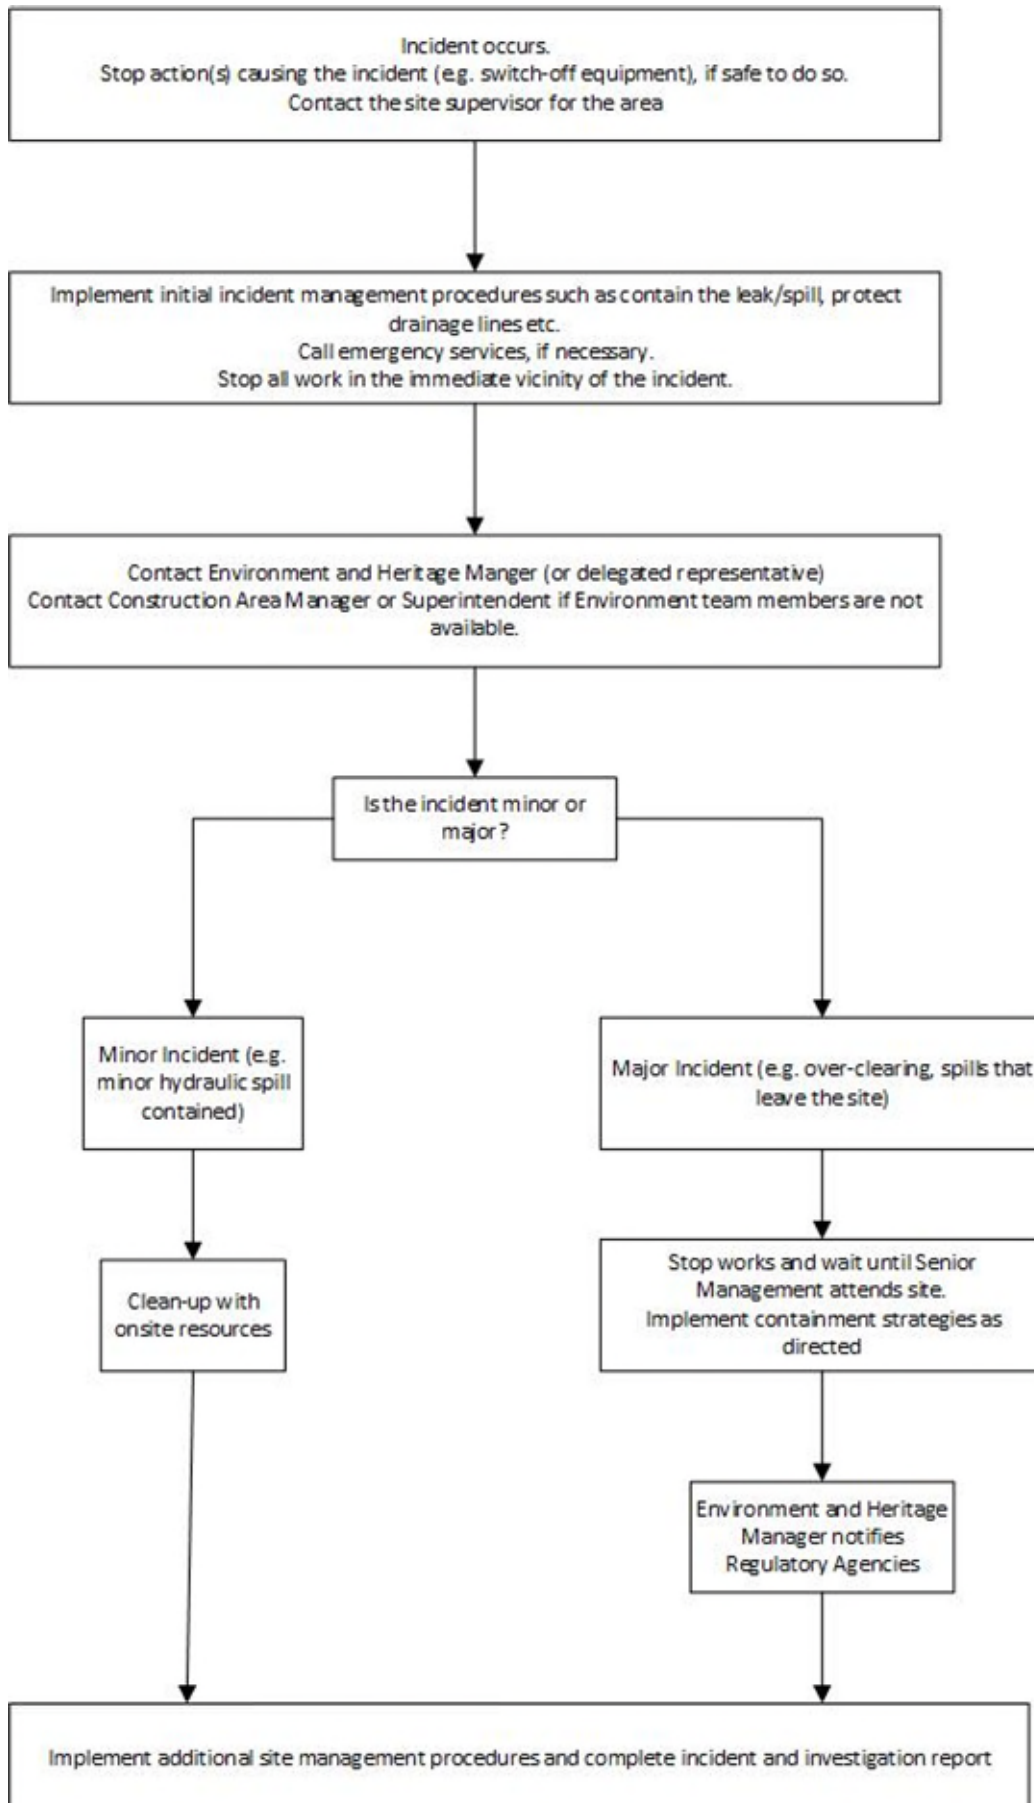 Incident occurs.
Stop action(s) causing the incident (e.g. switch-off equipment), if safe to do so.
Contact the site supervisor for the area
Implement initial incident management procedures such as contain the leak/spill, protect
drainage lines etc.
Call emergency services, if necessary.
Stop all work in the immediate vicinity of the incident.
Contact Environment and Heritage Manger (or delegated representative)
Contact Construction Area Manager or Superintendent if Environment team members are not
available.
Is the incident minor or
major?
Minor Incident (e.g.
minor hydraulic spill
contained)
Major Incident (e.g. over-clearing, spills that
leave the site)
Clean-up with
onsite resources
Stop works and wait until Senior
Management attends site.
Implement containment strategies as
directed
Environment and Heritage
Manager notifies
Regulatory Agencies
Implement additional site management procedures and complete incident and investigation report